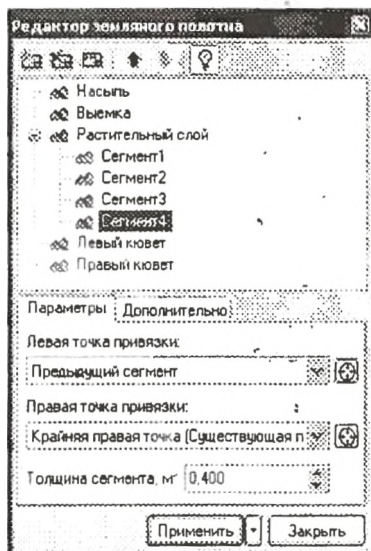 Редактор земляного полотна
Насыпь
Выемка
Растительный слой
Сегмент1
Сегмент2
Сегмент3
Сегмент4
Левый кювет
Правый кювет
Параметры Дополнительно
Левая точка привязки:
Предыдущий сегмент
Правая точка привязки:
Крайняя правая точка (Существующая п
Толщина сегмента, м 0,400
Применить Закрыть